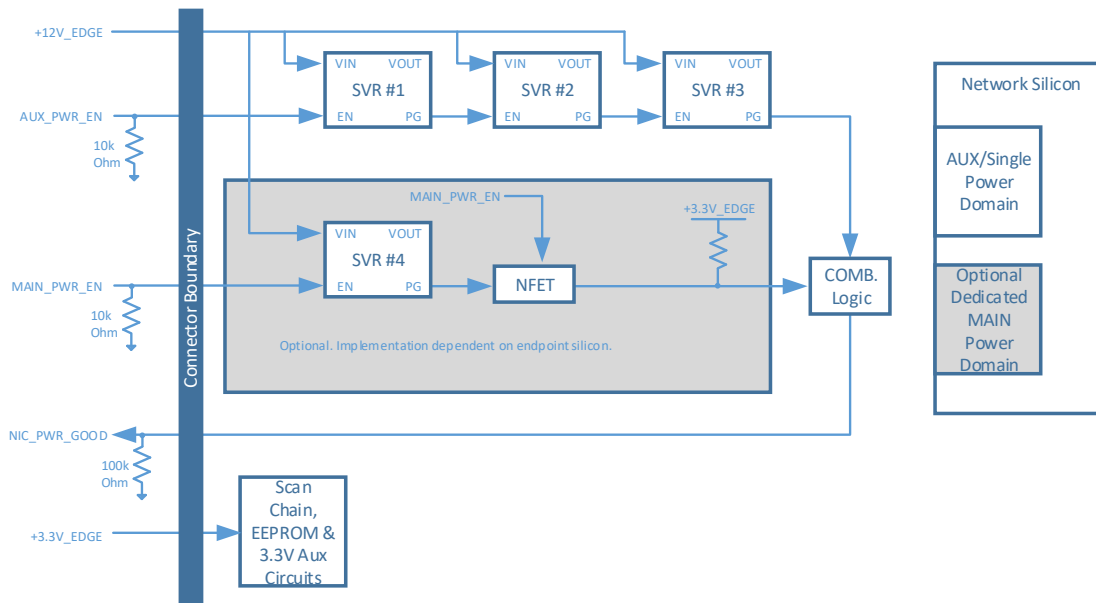 +12V_EDGE
VIN VOUT
SVR #1
EN PG
VIN VOUT
SVR #2
EN PG
VIN VOUT
SVR #3
EN PG
AUX_PWR_EN
10k
Ohm
Network Silicon
AUX/Single
Power
Domain
Optional
Dedicated
MAIN
Power
Domain
MAIN_PWR_EN
+3.3V_EDGE
VIN VOUT
SVR #4
EN PG
NFET
COMB.
Logic
MAIN_PWR_EN
10k
Ohm
Optional. Implementation dependent on endpoint silicon.
Connector Boundary
NIC_PWR_GOOD
100k
Ohm
+3.3V_EDGE
Scan
Chain,
EEPROM &
3.3V Aux
Circuits